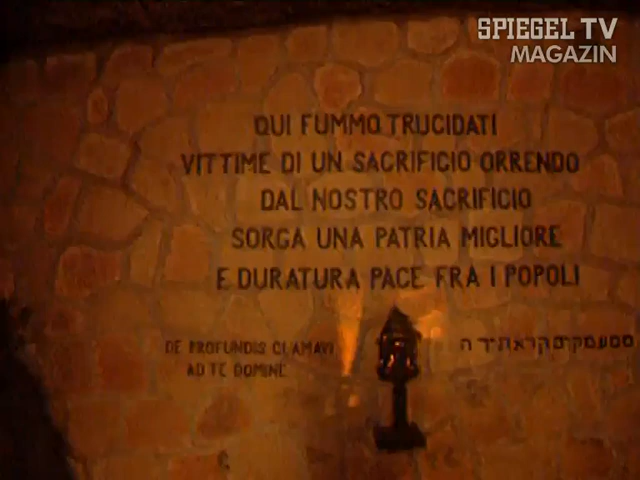 SPIEGEL TV
MAGAZIN
QUI FUMMO TRUCIDATI
VITTIME DI UN SACRIFICIO ORRENDO
DAL NOSTRO SACRIFICIO
SORGA UNA PATRIA MIGLIORE
E DURATURA PACE FRA I POPOLI
DE PROFUNDIS CLAMAVI
AD TE DOMINE
קראתיך ה